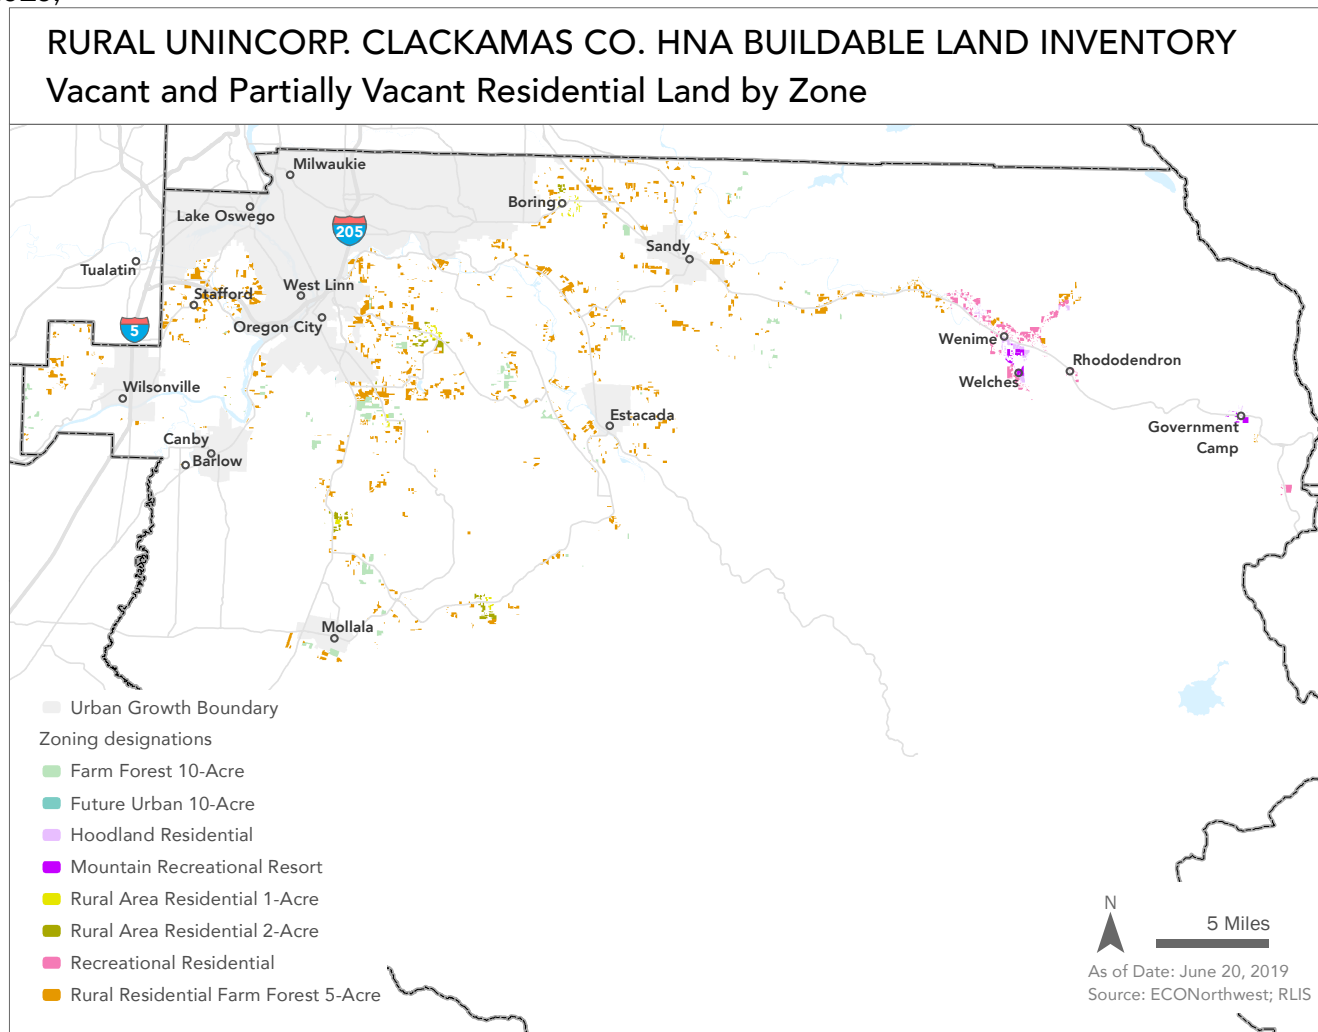 RURAL UNINCORP. CLACKAMAS CO. HNA BUILDABLE LAND INVENTORY
Vacant and Partially Vacant Residential Land by Zone
Milwaukie
Lake Oswego
205
Boring
Sandy
Tualatin
Stafford
West Linn
Oregon City
5
Wilsonville
Canby
Barlow
Estacada
Wenime
Welches
Rhododendron
Government
Camp
Mollala
Urban Growth Boundary
Zoning designations
Farm Forest 10-Acre
Future Urban 10-Acre
Hoodland Residential
Mountain Recreational Resort
Rural Area Residential 1-Acre
Rural Area Residential 2-Acre
Recreational Residential
Rural Residential Farm Forest 5-Acre
N
5 Miles
As of Date: June 20, 2019
Source: ECONorthwest; RLIS